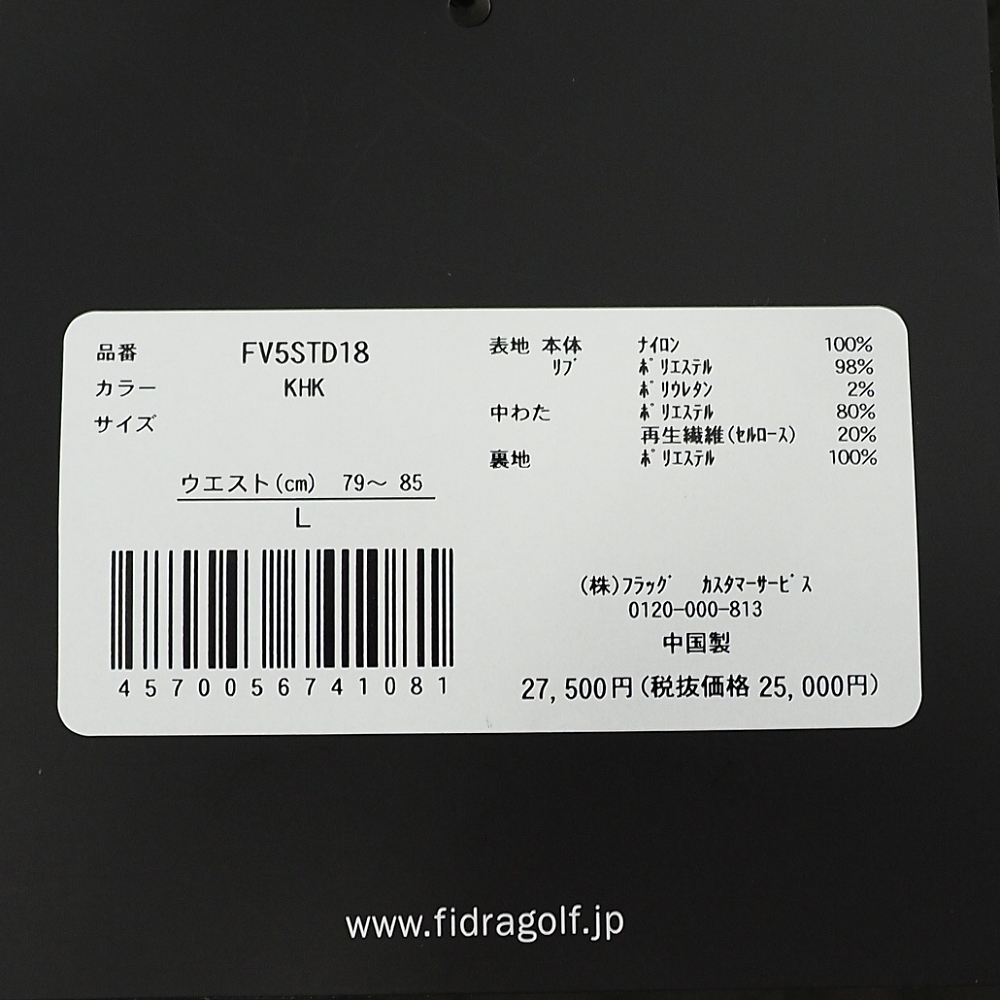 品番 FV5STD18
カラー KHK
サイズ
ウエスト(cm) 79～ 85
L
4570056741081
表地 本体 ナイロン 100%
リブ ポリエステル 98%
ポリウレタン 2%
中わた ポリエステル 80%
再生繊維(セルロース) 20%
裏地 ポリエステル 100%
(株)フラッグ カスタマーサービス
0120-000-813
中国製
27,500円(税抜価格 25,000円)
www.fidragolf.jp